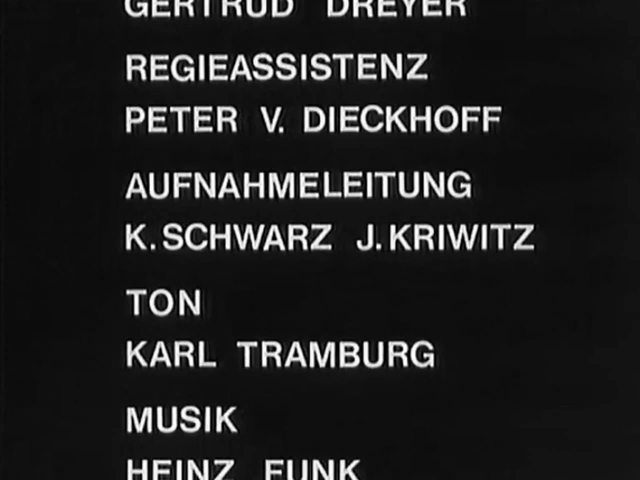 GERTRUD DREYER
REGIEASSISTENZ
PETER V. DIECKHOFF
AUFNAHMELEITUNG
K. SCHWARZ J. KRIWITZ
TON
KARL TRAMBURG
MUSIK
HEINZ FUNK